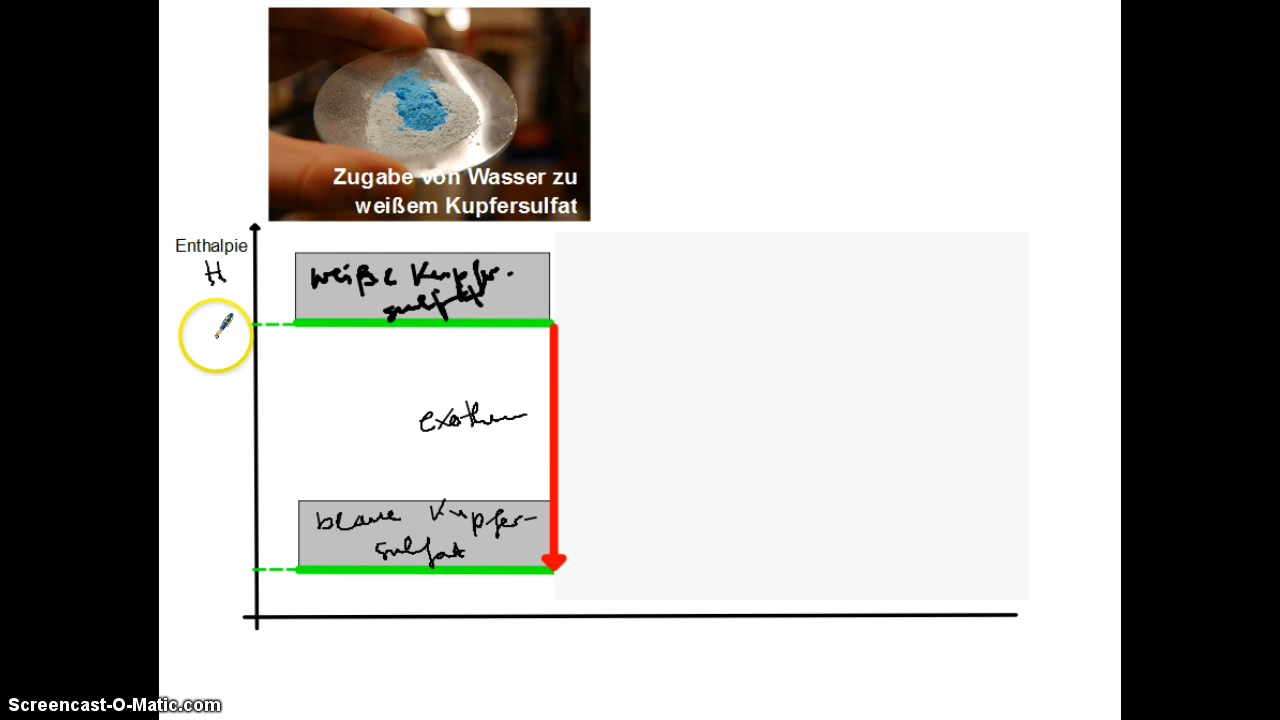 Zugabe von Wasser zu
weißem Kupfersulfat
Enthalpie
H
weiße Kupfer-
sulfat
exotherm
blaue Kupfer-
sulfat
Screencast-O-Matic.com